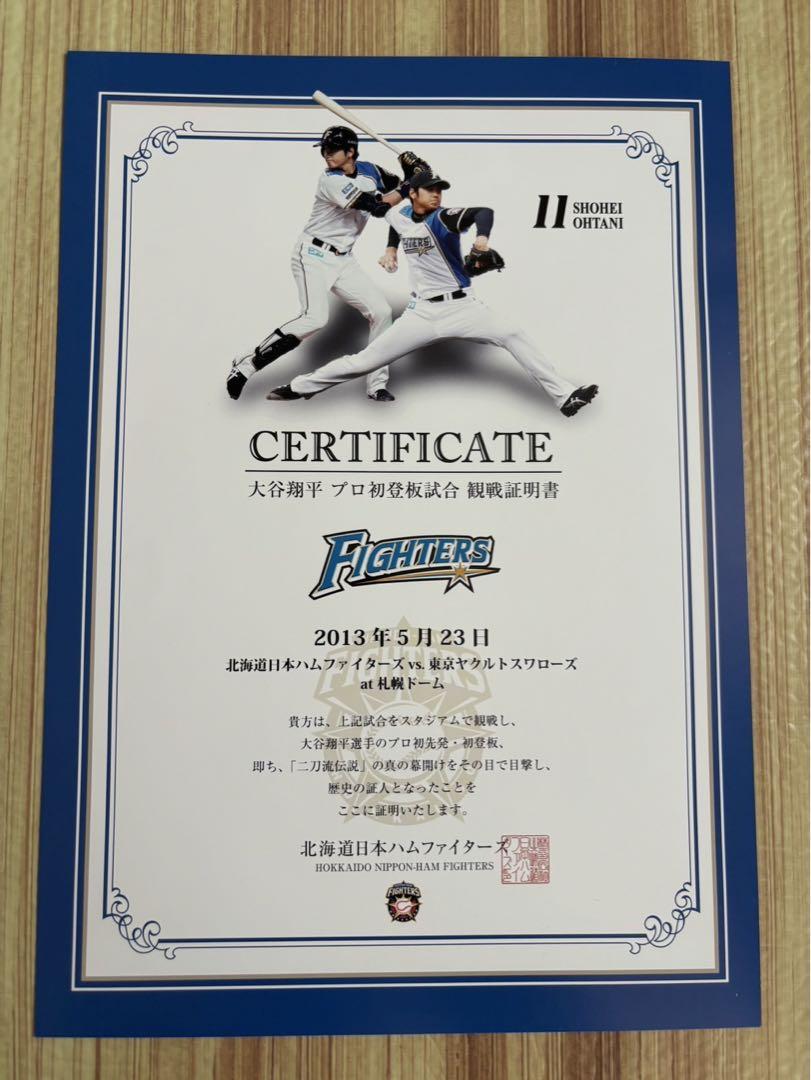 11 SHOHEI
OHTANI
FIGHTERS
CERTIFICATE
大谷翔平 プロ初登板試合 観戦証明書
FIGHTERS
2013年5月23日
北海道日本ハムファイターズ vs. 東京ヤクルトスワローズ
at 札幌ドーム
貴方は、上記試合をスタジアムで観戦し、
大谷翔平選手のプロ初先発・初登板、
即ち、「二刀流伝説」の真の幕開けをその目で目撃し、
歴史の証人となったことを
ここに証明いたします。
北海道日本ハムファイターズ
HOKKAIDO NIPPON-HAM FIGHTERS
FIGHTERS